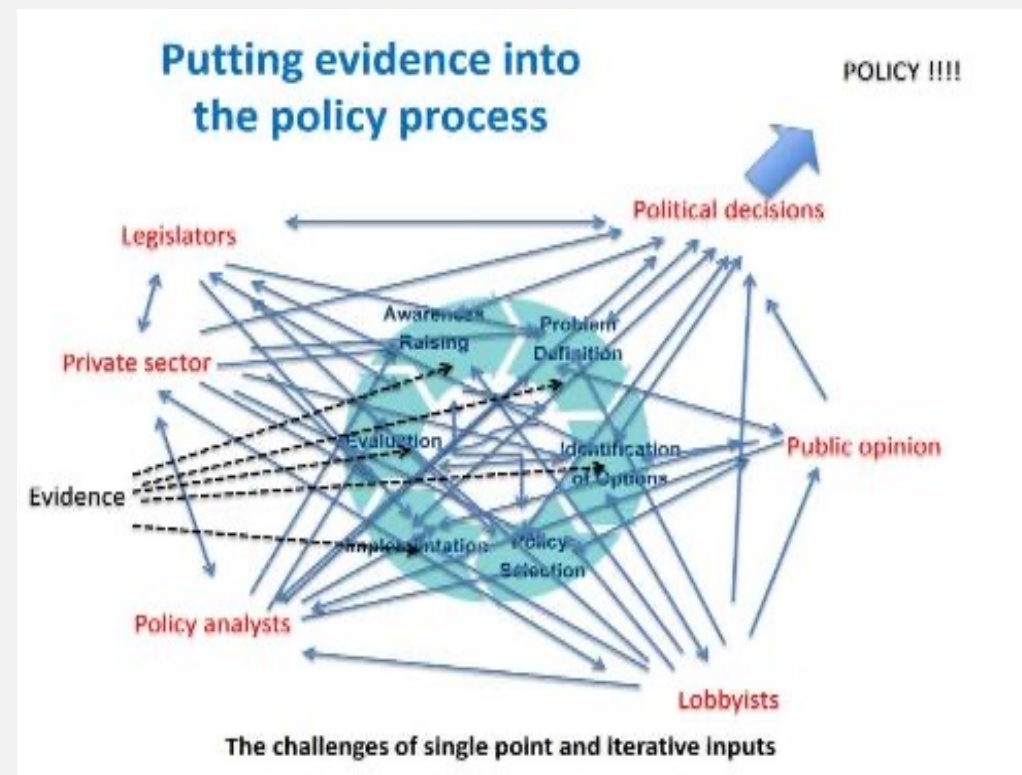 Putting evidence into
the policy process
POLICY !!!!
Political decisions
Legislators
Awareness
Raising
Problem
Definition
Private sector
Evaluation
Identification
of Options
Public opinion
Evidence
Implementation
Policy
Selection
Policy analysts
Lobbyists
The challenges of single point and iterative inputs